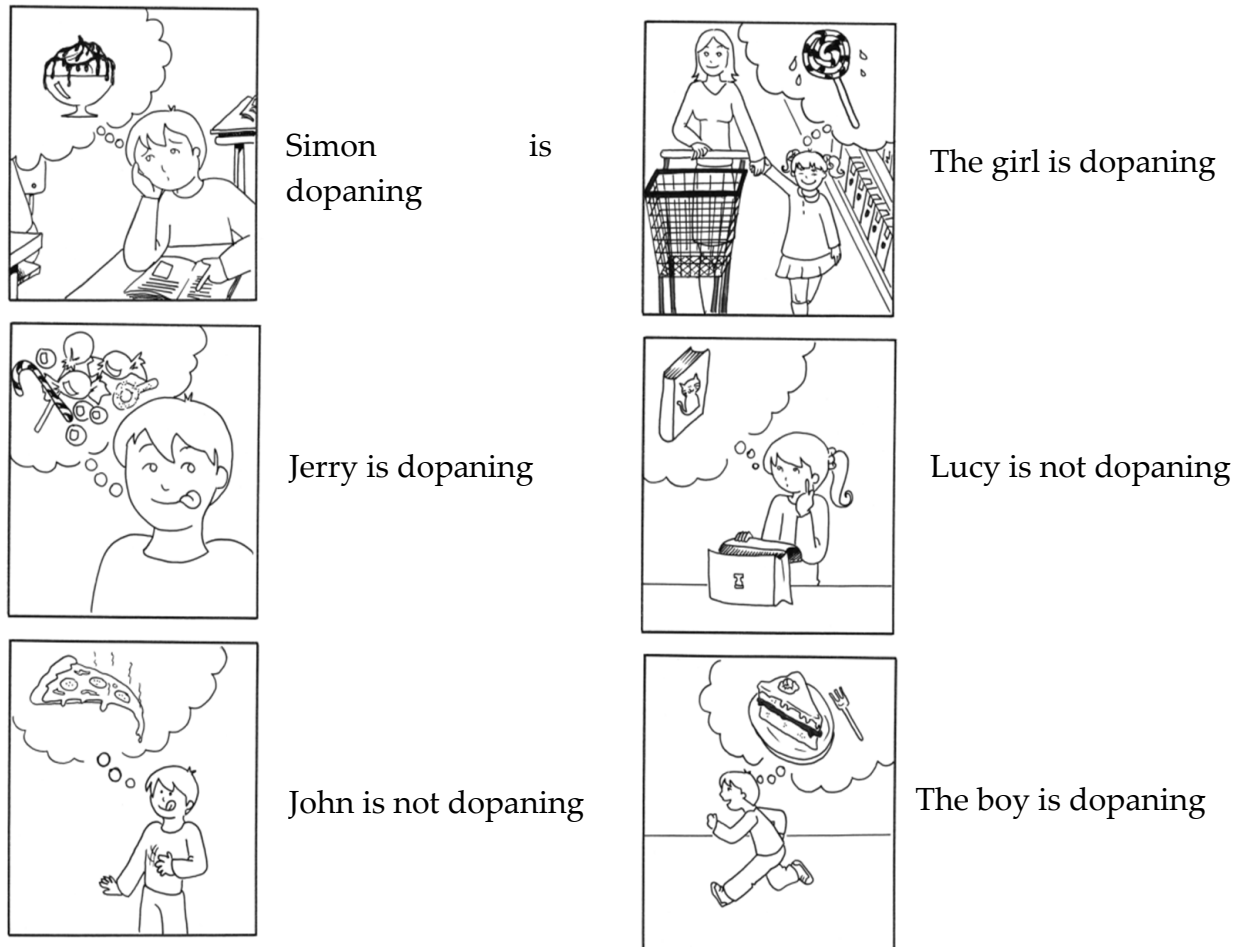 Simon is
dopaning
The girl is dopaning
Jerry is dopaning
Lucy is not dopaning
John is not dopaning
The boy is dopaning